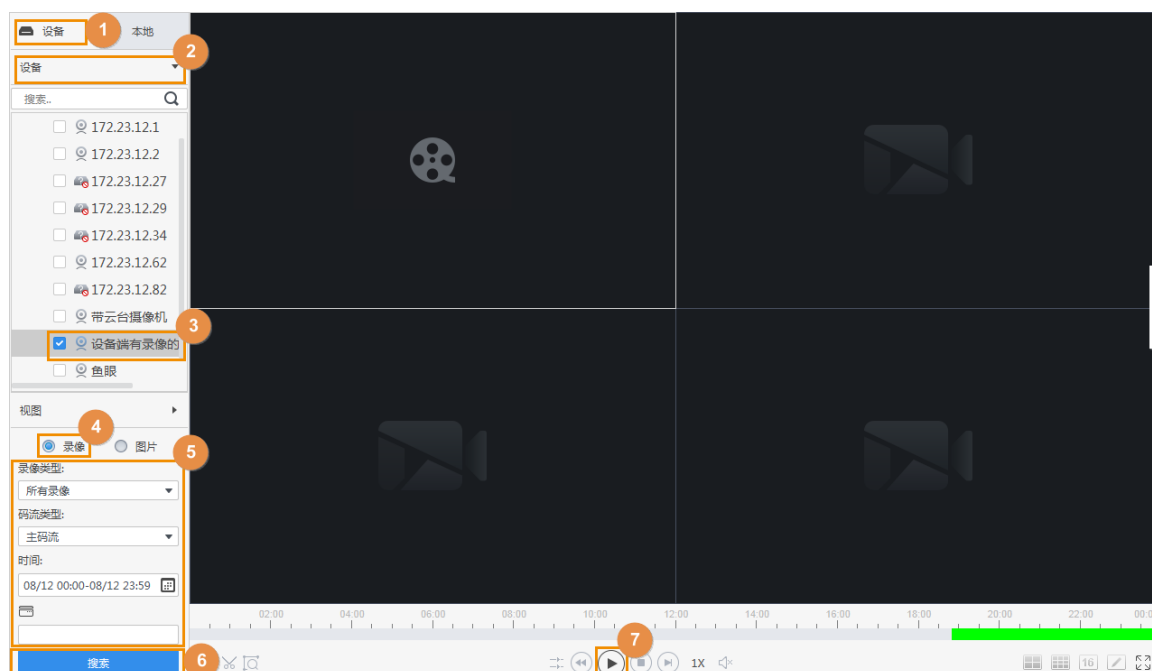 设备 1 本地
2
设备
搜索..
172.23.12.1
172.23.12.2
172.23.12.27
172.23.12.29
172.23.12.34
172.23.12.62
172.23.12.82
带云台摄像机
3
设备端有录像的
鱼眼
视图
4
录像 图片
5
录像类型:
所有录像
码流类型:
主码流
时间:
08/12 00:00-08/12 23:59
搜索
6
02:00 04:00 06:00 08:00 10:00 12:00 14:00 16:00 18:00 20:00 22:00 00:0
7
1X 16